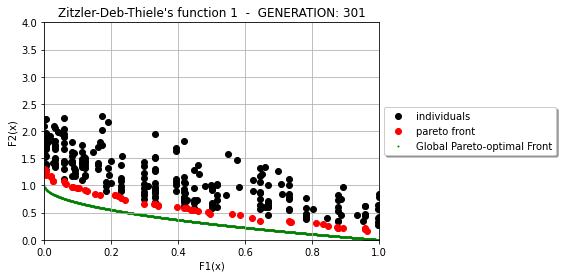 Zitzler-Deb-Thiele's function 1 - GENERATION: 301
4.0
3.5
3.0
2.5
2.0
1.5
1.0
0.5
0.0
F2(x)
0.0 0.2 0.4 0.6 0.8 1.0
F1(x)
individuals
pareto front
Global Pareto-optimal Front